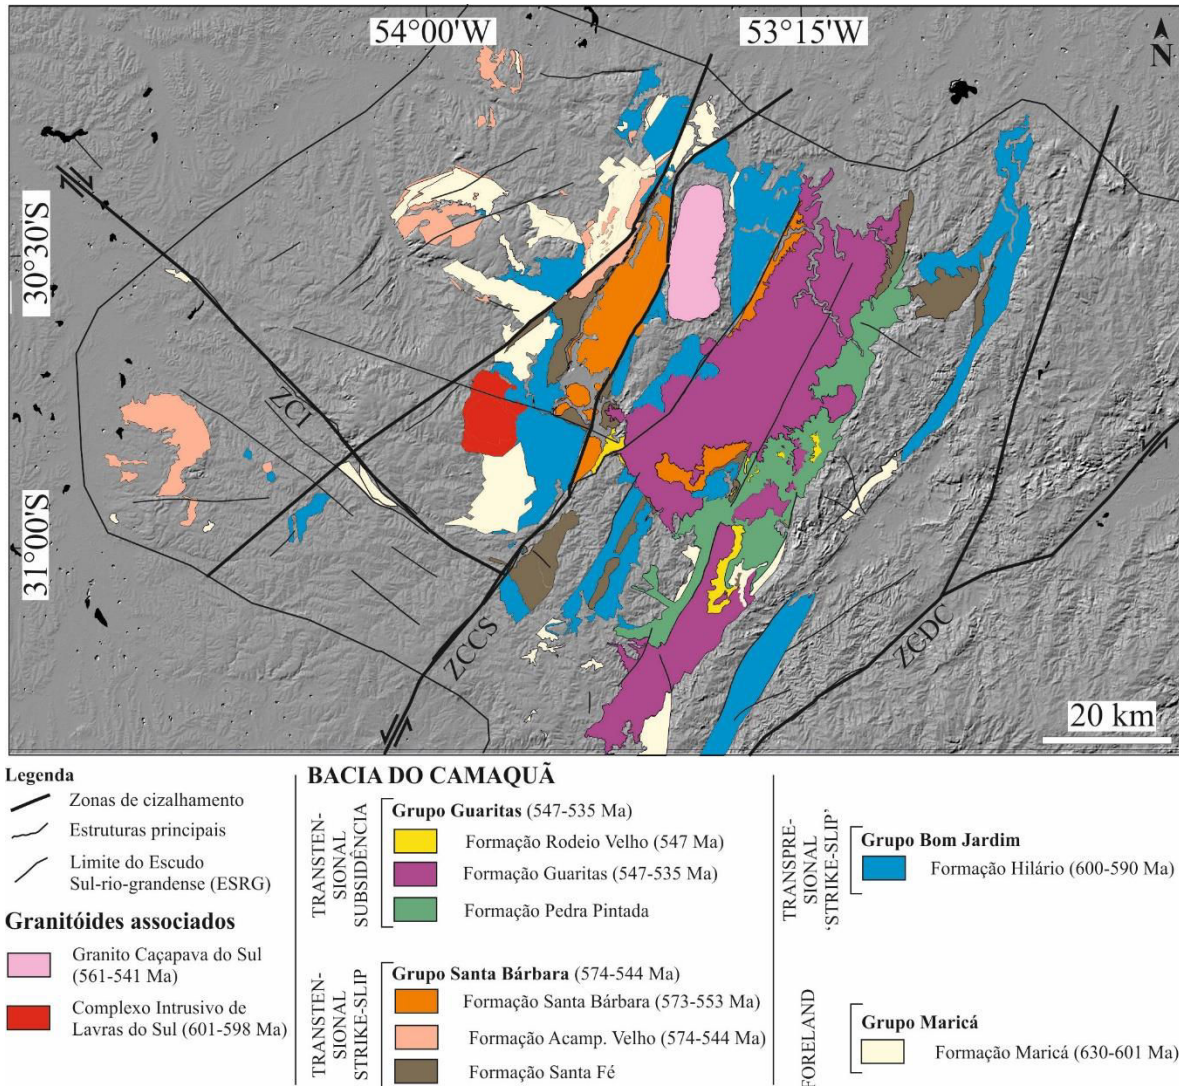 54°00'W
53°15'W
N
30°30'S
31°00'S
ZCI
ZCCS
ZCDC
20 km
Legenda
Zonas de cizalhamento
Estruturas principais
Limite do Escudo
Sul-rio-grandense (ESRG)
Granitóides associados
Granito Caçapava do Sul
(561-541 Ma)
Complexo Intrusivo de
Lavras do Sul (601-598 Ma)
BACIA DO CAMAQUÃ
TRANSTEN-
SIONAL
SUBSIDÊNCIA
Grupo Guaritas (547-535 Ma)
Formação Rodeio Velho (547 Ma)
Formação Guaritas (547-535 Ma)
Formação Pedra Pintada
TRANSTEN-
SIONAL
STRIKE-SLIP
Grupo Santa Bárbara (574-544 Ma)
Formação Santa Bárbara (573-553 Ma)
Formação Acamp. Velho (574-544 Ma)
Formação Santa Fé
TRANSPRE-
SIONAL
'STRIKE-SLIP'
Grupo Bom Jardim
Formação Hilário (600-590 Ma)
FORELAND
Grupo Maricá
Formação Maricá (630-601 Ma)